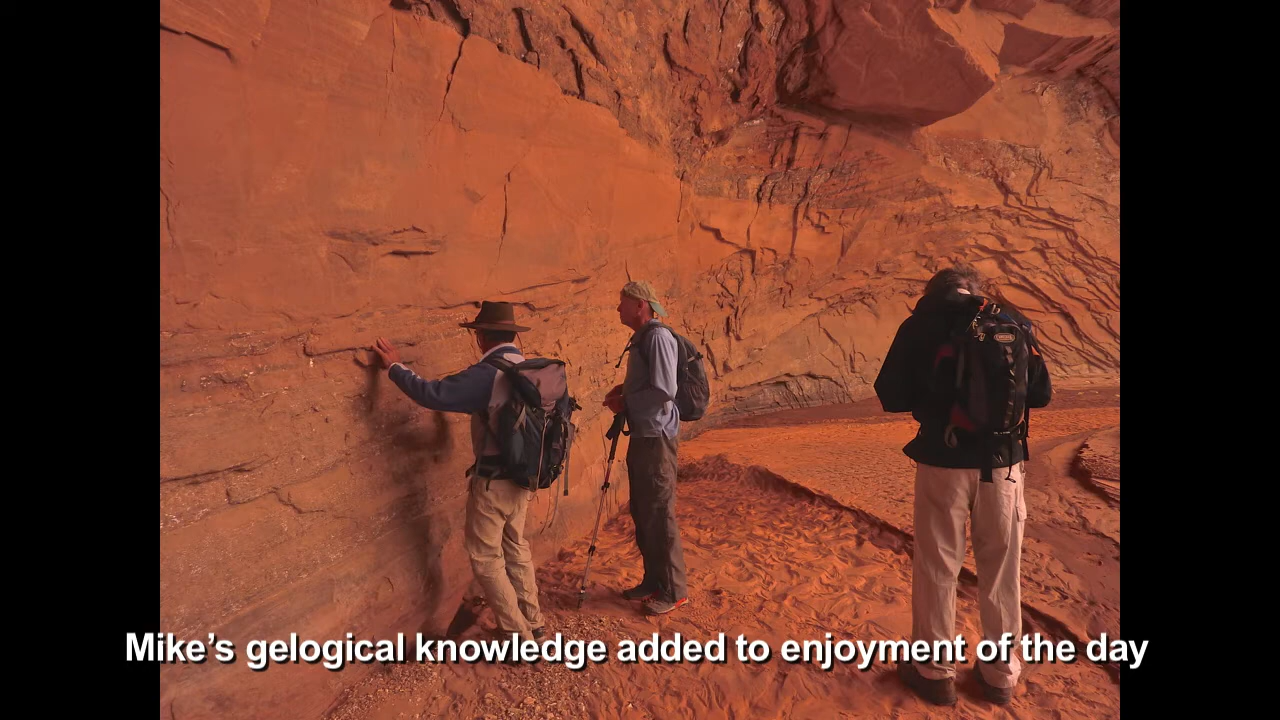 Mike’s gelogical knowledge added to enjoyment of the day